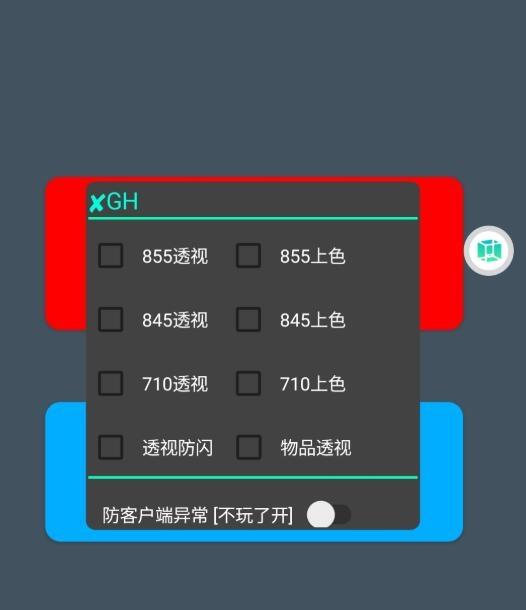 ✘GH
855透视 855上色
845透视 845上色
710透视 710上色
透视防闪 物品透视
防客户端异常 [不玩了开]